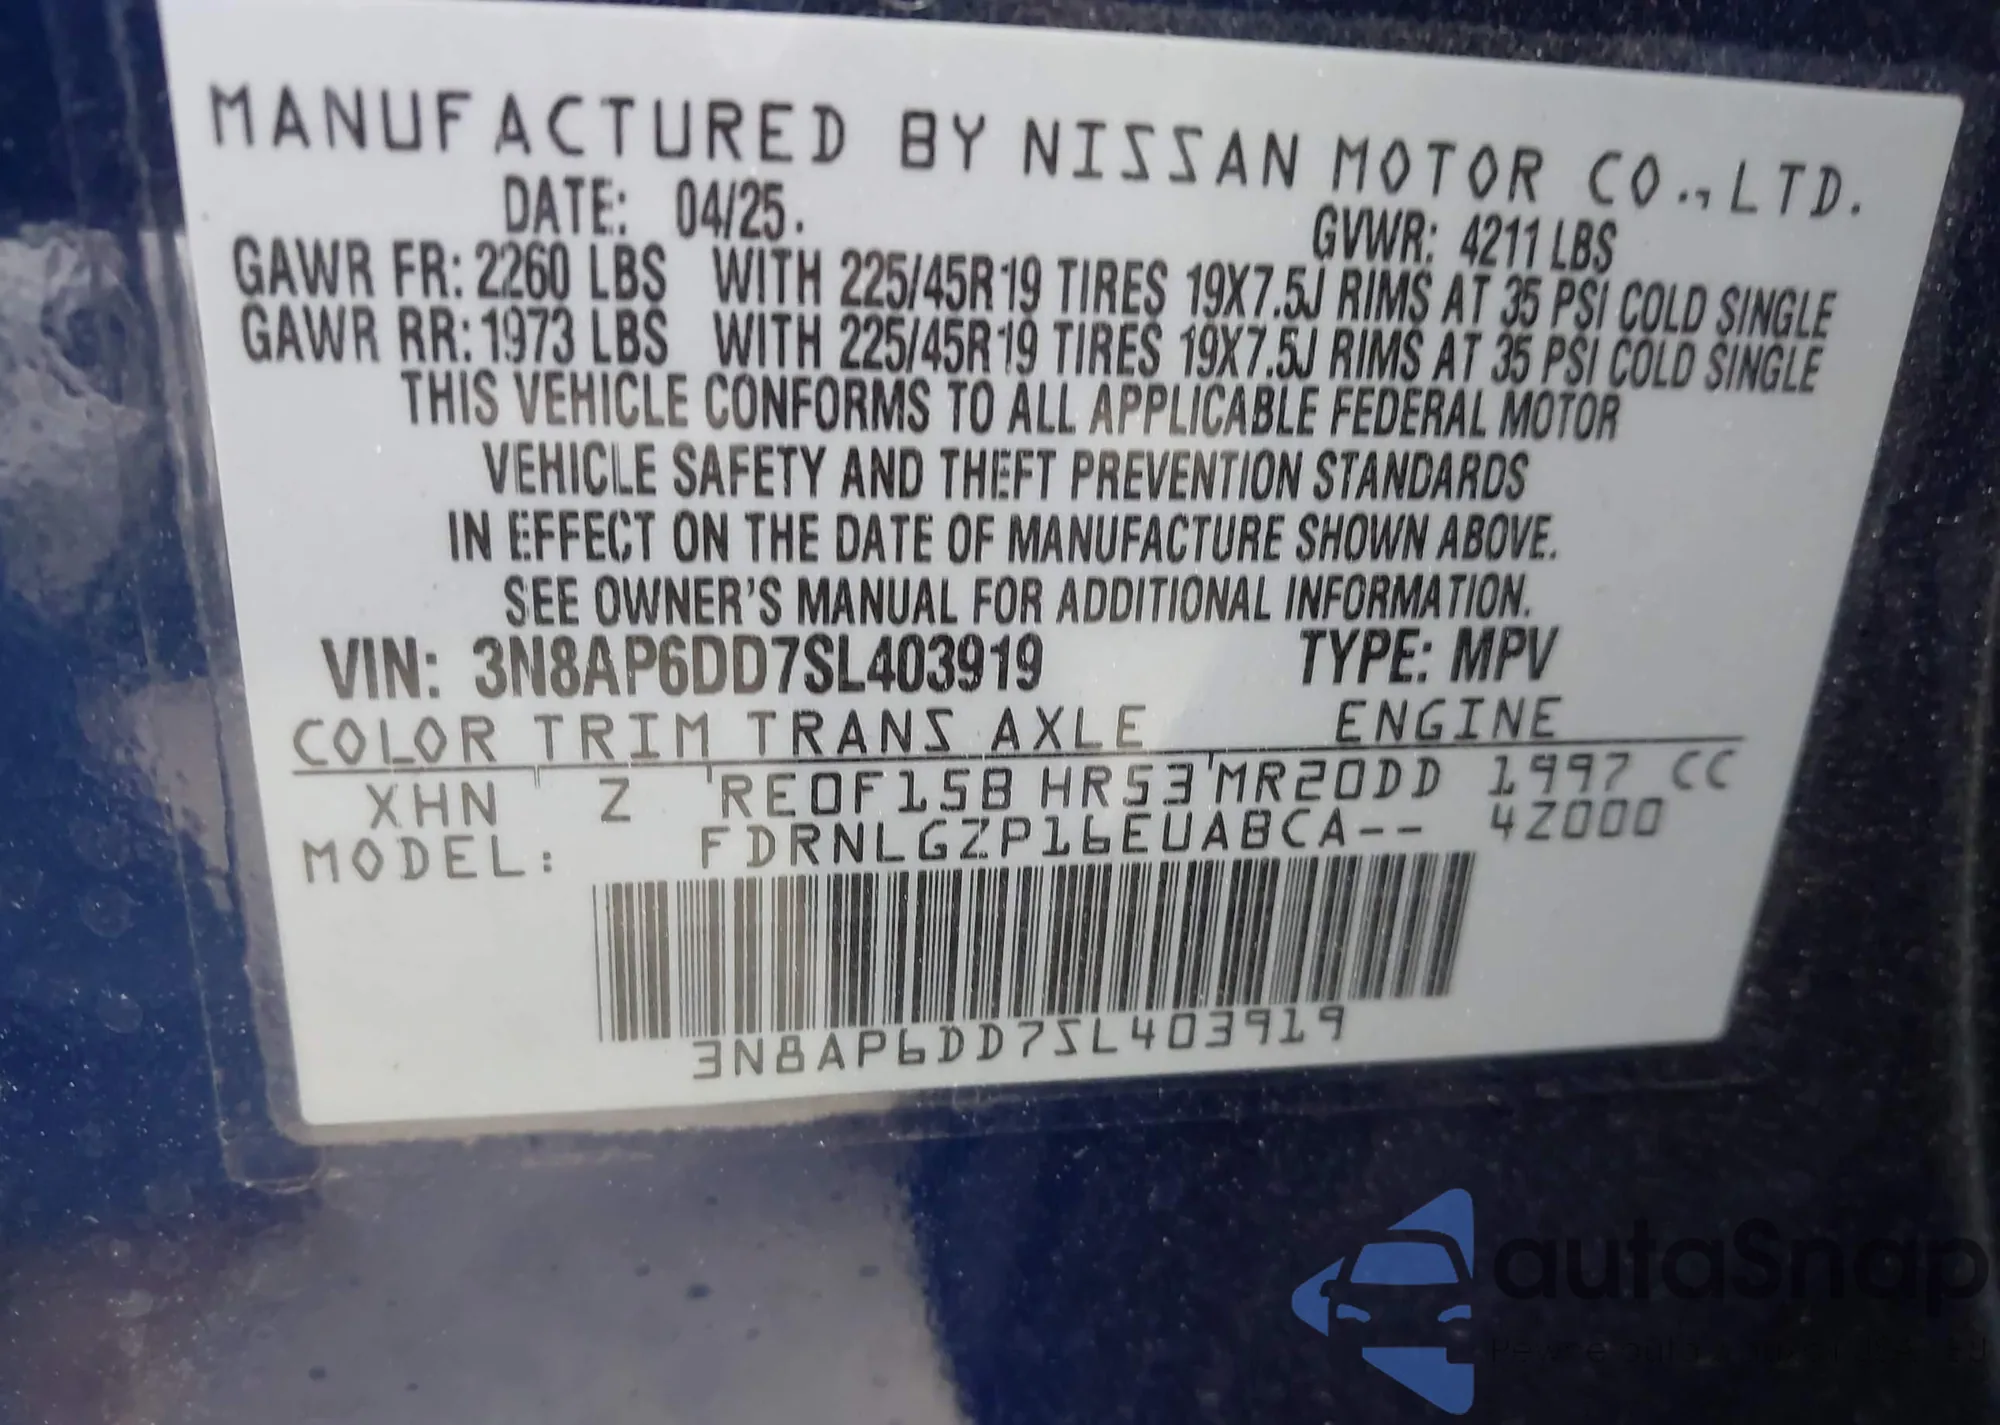 MANUFACTURED BY NISSAN MOTOR CO., LTD.
DATE: 04/25. GVWR: 4211 LBS
GAWR FR: 2260 LBS WITH 225/45R19 TIRES 19X7.5J RIMS AT 35 PSI COLD SINGLE
GAWR RR: 1973 LBS WITH 225/45R19 TIRES 19X7.5J RIMS AT 35 PSI COLD SINGLE
THIS VEHICLE CONFORMS TO ALL APPLICABLE FEDERAL MOTOR
VEHICLE SAFETY AND THEFT PREVENTION STANDARDS
IN EFFECT ON THE DATE OF MANUFACTURE SHOWN ABOVE.
SEE OWNER'S MANUAL FOR ADDITIONAL INFORMATION.
VIN: 3N8AP6DD7SL403919 TYPE: MPV
COLOR TRIM TRANS AXLE ENGINE
XHN Z RE0F15B HR53 MR20DD 1997 CC
MODEL: FDRNLGZP16EUABCA-- 4Z000
3N8AP6DD7SL403919
autoSnap